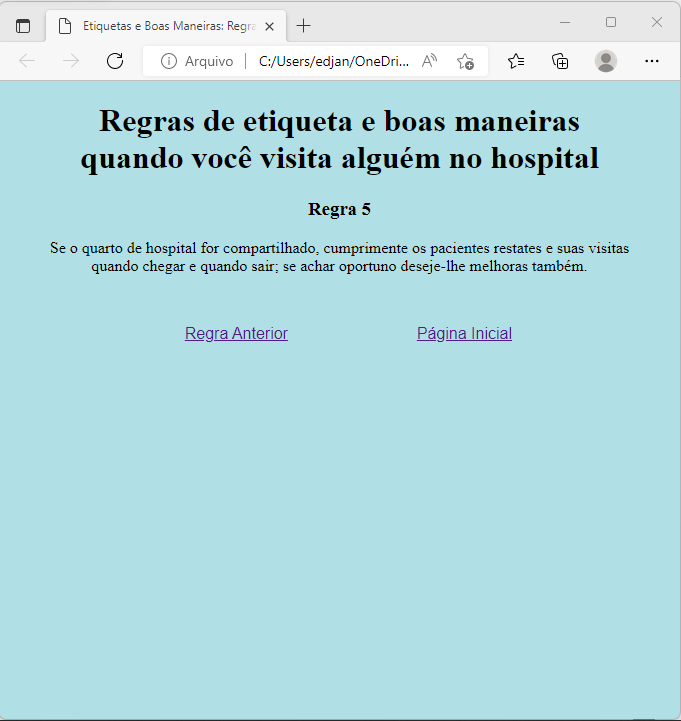 Etiquetas e Boas Maneiras: Regra
Arquivo C:/Users/edjan/OneDri...
Regras de etiqueta e boas maneiras
quando você visita alguém no hospital
Regra 5
Se o quarto de hospital for compartilhado, cumprimente os pacientes restates e suas visitas
quando chegar e quando sair; se achar oportuno deseje-lhe melhoras também.
Regra Anterior Página Inicial